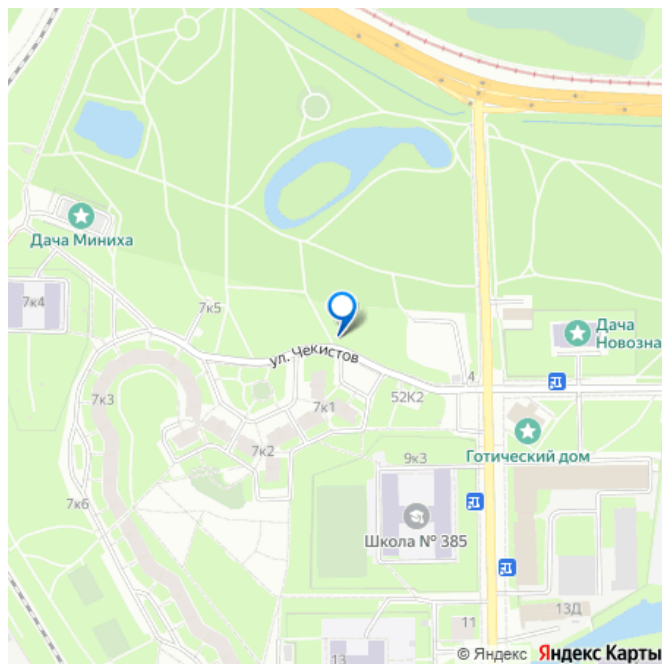 Дача Миниха
7к4
7к5
ул. Чекистов
Дача
Новозна
4
7к3
7к1
52К2
7к2
Готический дом
9к3
7к6
Школа № 385
13Д
11
13
© Яндекс Яндекс Карты